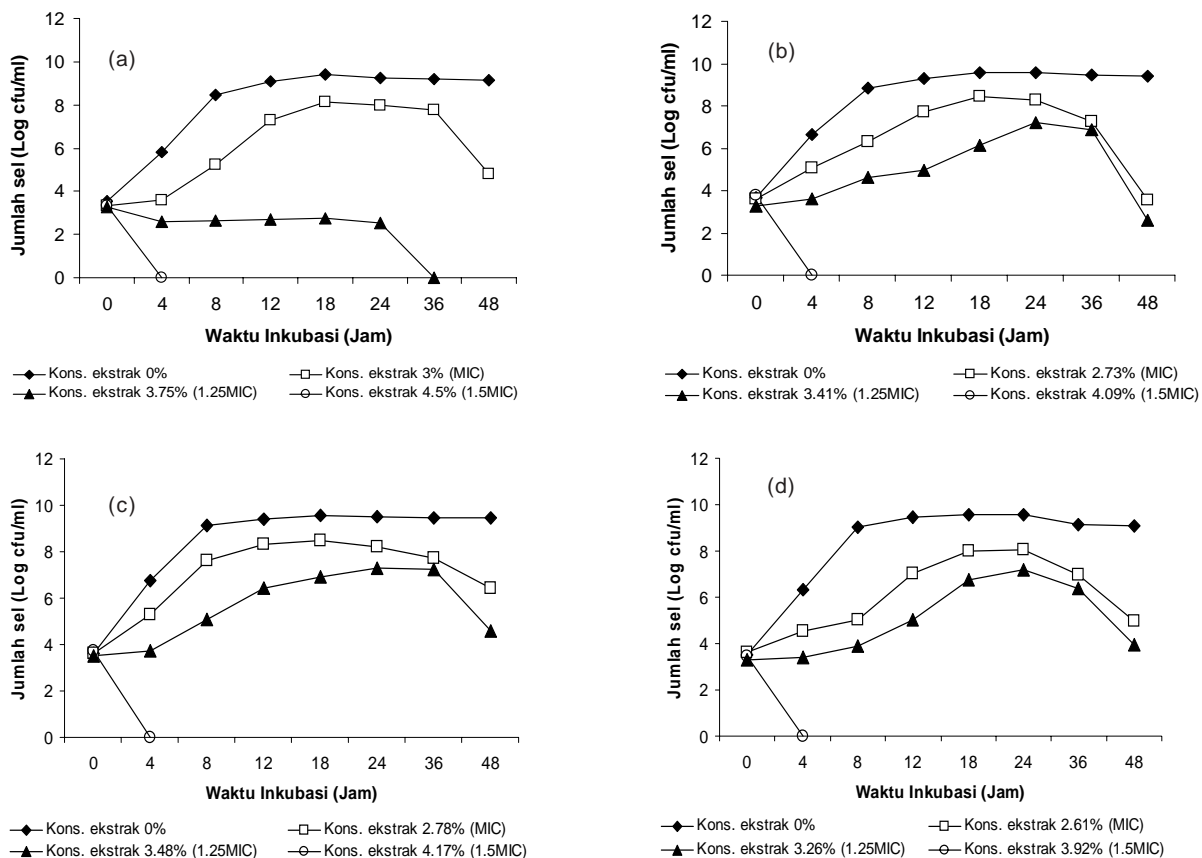 (a)
Jumlah sel (Log cfu/ml)
12
10
8
6
4
2
0
0 4 8 12 18 24 36 48
Waktu Inkubasi (Jam)
Kons. ekstrak 0% Kons. ekstrak 3% (MIC)
Kons. ekstrak 3.75% (1.25MIC) Kons. ekstrak 4.5% (1.5MIC)
(b)
Jumlah sel (Log cfu/ml)
12
10
8
6
4
2
0
0 4 8 12 18 24 36 48
Waktu Inkubasi (Jam)
Kons. ekstrak 0% Kons. ekstrak 2.73% (MIC)
Kons. ekstrak 3.41% (1.25MIC) Kons. ekstrak 4.09% (1.5MIC)
(c)
Jumlah sel (Log cfu/ml)
12
10
8
6
4
2
0
0 4 8 12 18 24 36 48
Waktu Inkubasi (Jam)
Kons. ekstrak 0% Kons. ekstrak 2.78% (MIC)
Kons. ekstrak 3.48% (1.25MIC) Kons. ekstrak 4.17% (1.5MIC)
(d)
Jumlah sel (Log cfu/ml)
12
10
8
6
4
2
0
0 4 8 12 18 24 36 48
Waktu Inkubasi (Jam)
Kons. ekstrak 0% Kons. ekstrak 2.61% (MIC)
Kons. ekstrak 3.26% (1.25MIC) Kons. ekstrak 3.92% (1.5MIC)